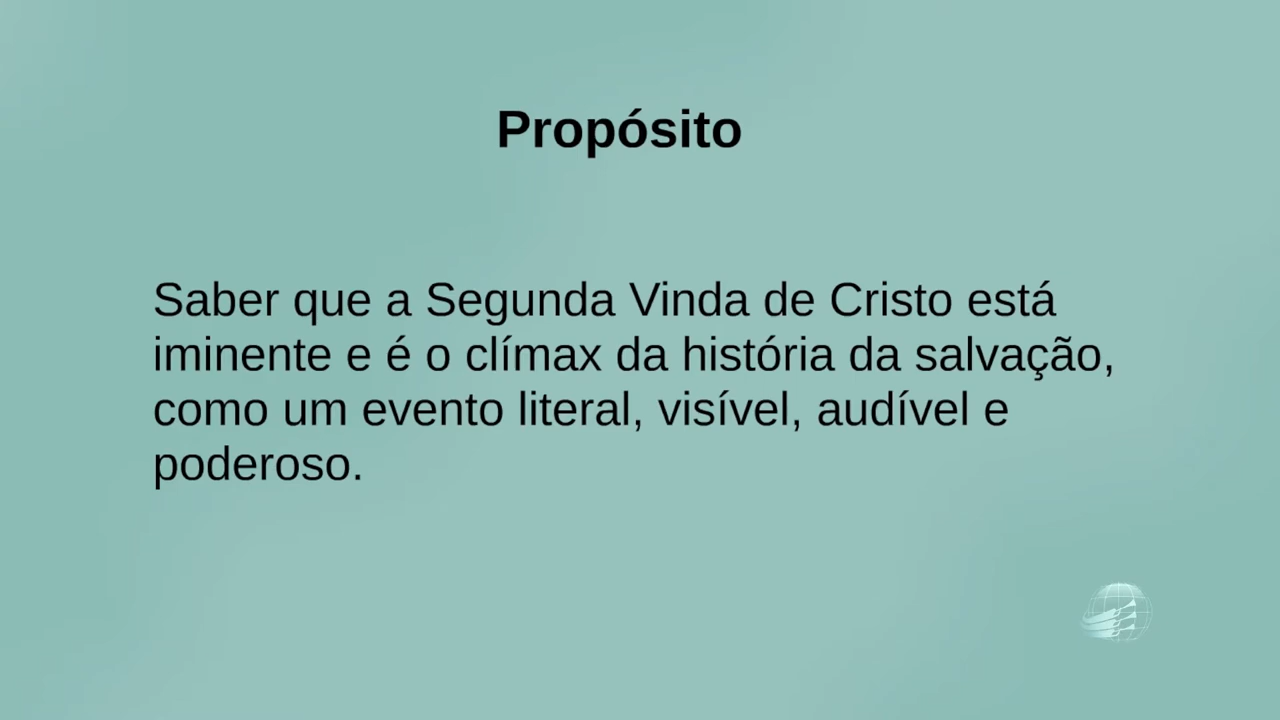 Propósito
Saber que a Segunda Vinda de Cristo está
iminente e é o clímax da história da salvação,
como um evento literal, visível, audível e
poderoso.